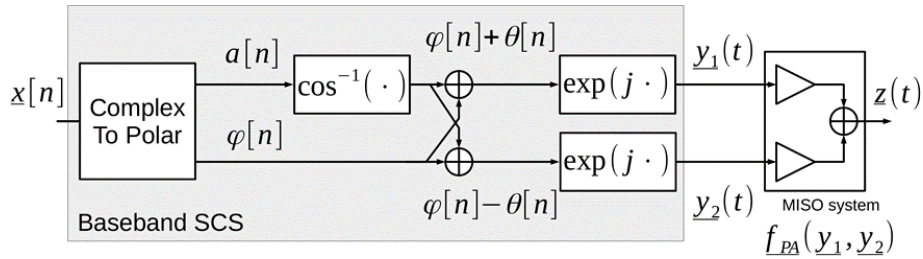 φ[n]+θ[n]
a[n]
y₁(t)
x[n]
Complex
To Polar
cos⁻¹( · )
exp(j · )
z(t)
φ[n]
exp(j · )
φ[n]−θ[n]
y₂(t)
MISO system
Baseband SCS
f_PA(y₁, y₂)